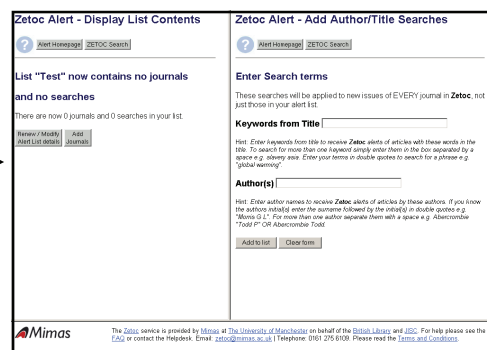 Zetoc Alert - Display List Contents
Alert Homepage ZETOC Search
List "Test" now contains no journals
and no searches
There are now 0 journals and 0 searches in your list.
Renew / Modify
Alert List details
Add
Journals
Zetoc Alert - Add Author/Title Searches
Alert Homepage ZETOC Search
Enter Search terms
These searches will be applied to new issues of EVERY journal in Zetoc, not
just those in your alert list.
Keywords from Title
Hint: Enter keywords from title to receive Zetoc alerts of articles with these words in the
title. To search for more than one keyword simply enter them in the box separated by a
space e.g. slavery asia. Enter your terms in double quotes to search for a phrase e.g.
"global warming".
Author(s)
Hint: Enter author names to receive Zetoc alerts of articles by these authors. If you know
the authors initial(s) enter the surname followed by the initial(s) in double quotes e.g.
"Morris G L". For more than one author separate them with a space e.g. Abercrombie
"Todd P" OR Abercrombie Todd.
Add to list Clear form
Mimas
The Zetoc service is provided by Mimas at The University of Manchester on behalf of the British Library and JISC. For help please see the
FAQ or contact the Helpdesk. Email: zetoc@mimas.ac.uk | Telephone: 0161 275 6109. Please read the Terms and Conditions.